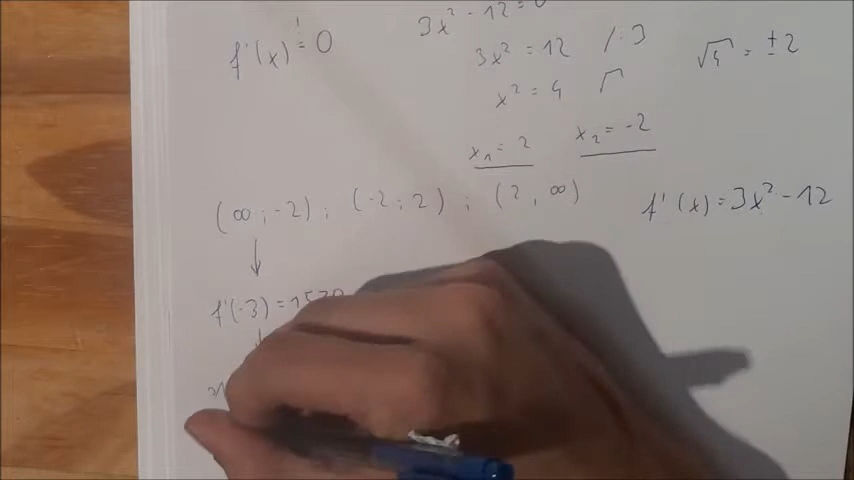 f'(x) != 0
3x² - 12 = 0
3x² = 12 /:3
x² = 4 √
√4 = ±2
x₁ = 2 x₂ = -2
(∞ ; -2) ; (-2 ; 2) ; (2 , ∞)
f'(x) = 3x² - 12
f'(-3) = 15